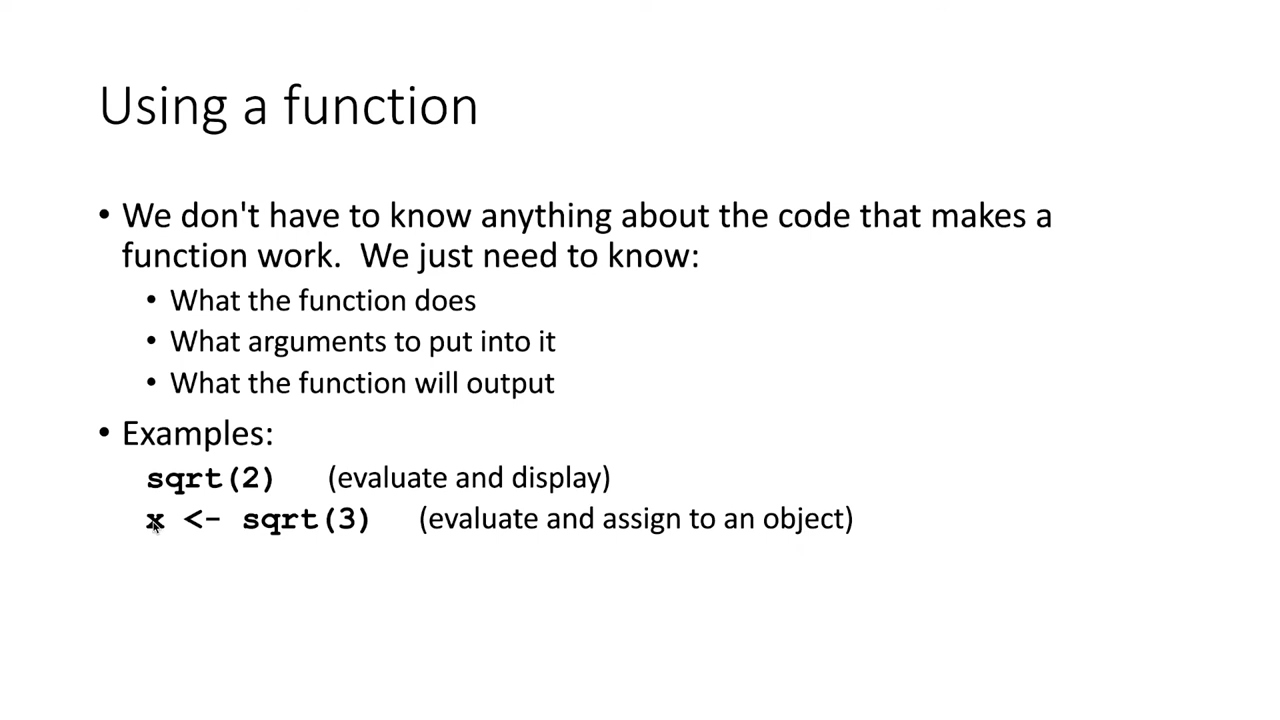 Using a function
• We don't have to know anything about the code that makes a
function work.  We just need to know:
• What the function does
• What arguments to put into it
• What the function will output
• Examples:
sqrt(2) (evaluate and display)
x <- sqrt(3) (evaluate and assign to an object)